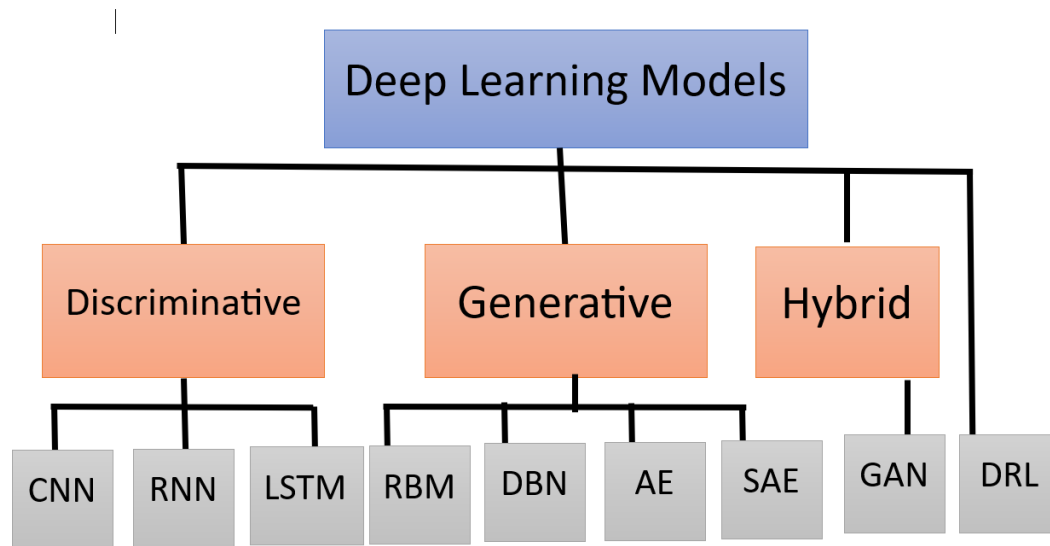 Deep Learning Models
Discriminative
Generative
Hybrid
CNN
RNN
LSTM
RBM
DBN
AE
SAE
GAN
DRL